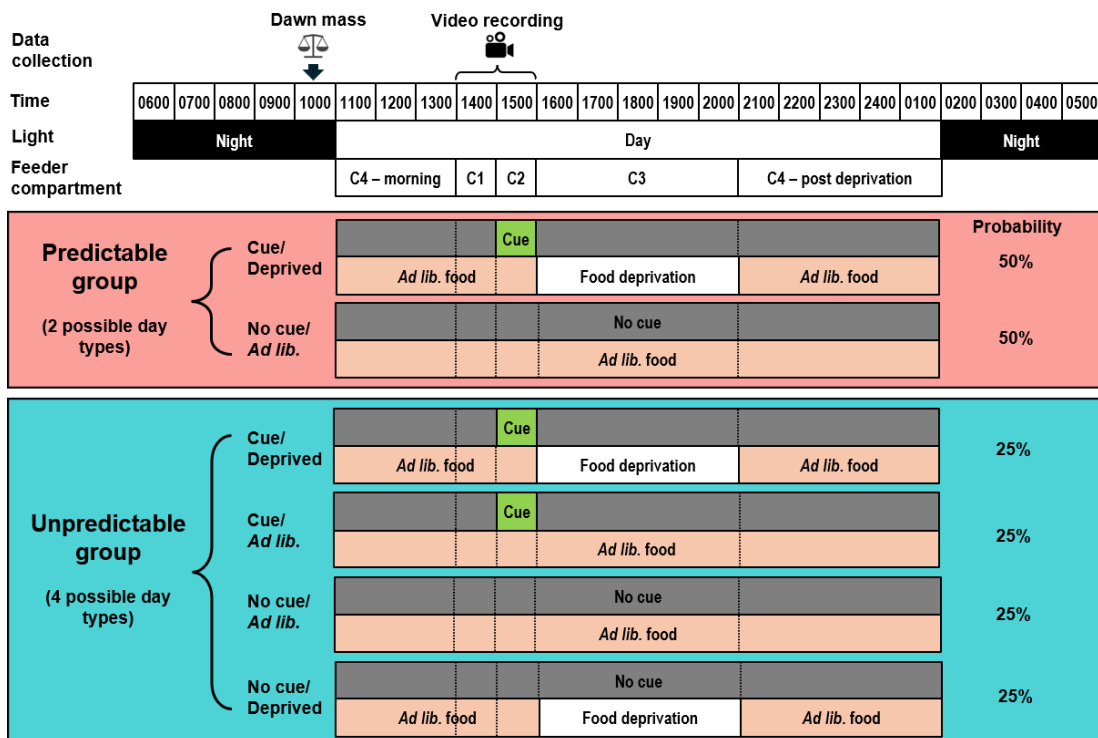 Dawn mass
Video recording
Data
collection
Time
0600 0700 0800 0900 1000 1100 1200 1300 1400 1500 1600 1700 1800 1900 2000 2100 2200 2300 2400 0100 0200 0300 0400 0500
Light
Night
Day
Night
Feeder
compartment
C4 – morning
C1
C2
C3
C4 – post deprivation
Predictable
group
(2 possible day
types)
Probability
Cue/
Deprived
Cue
Ad lib. food
Food deprivation
Ad lib. food
50%
No cue/
Ad lib.
No cue
Ad lib. food
50%
Unpredictable
group
(4 possible day
types)
Cue/
Deprived
Cue
Ad lib. food
Food deprivation
Ad lib. food
25%
Cue/
Ad lib.
Cue
Ad lib. food
25%
No cue/
Ad lib.
No cue
Ad lib. food
25%
No cue/
Deprived
No cue
Ad lib. food
Food deprivation
Ad lib. food
25%